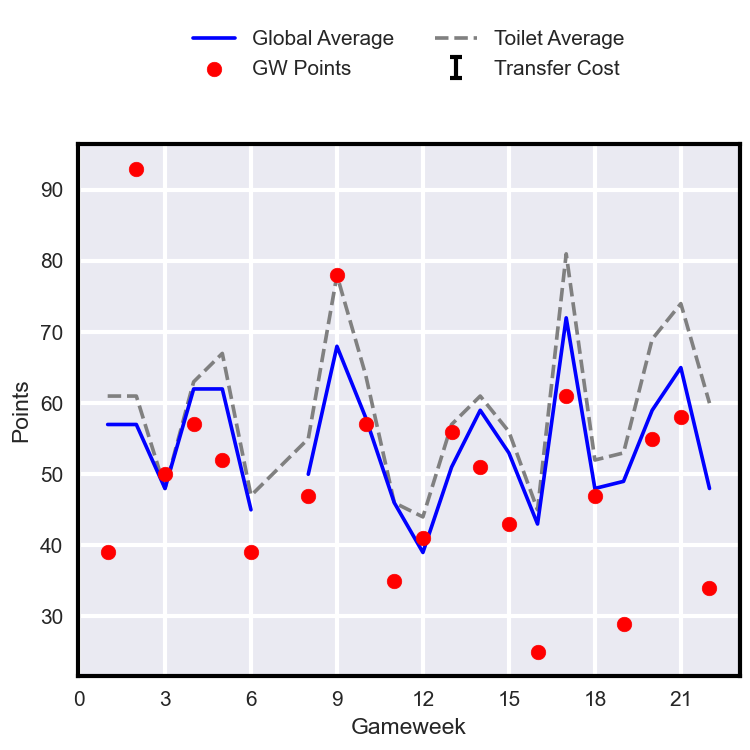 Global Average
Toilet Average
GW Points
Transfer Cost
90
80
70
60
50
40
30
Points
0 3 6 9 12 15 18 21
Gameweek